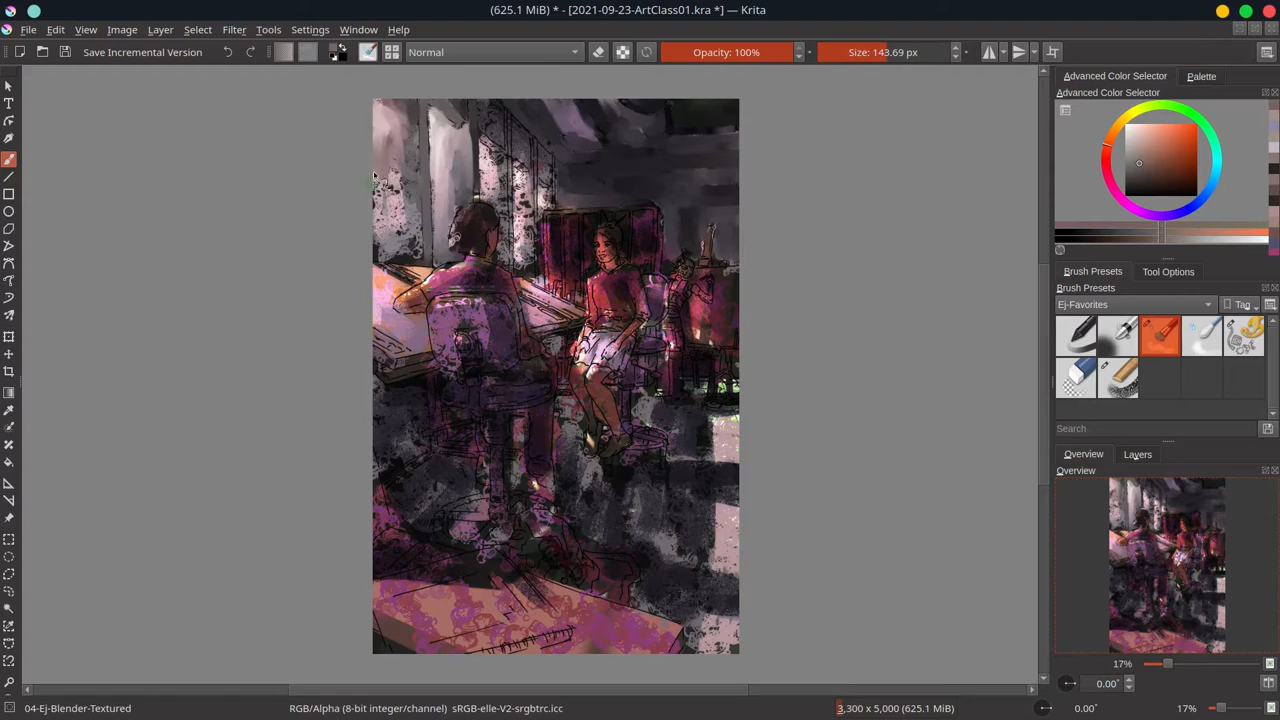 (625.1 MiB) * - [2021-09-23-ArtClass01.kra *] — Krita
File Edit View Image Layer Select Filter Tools Settings Window Help
Save Incremental Version Normal Opacity: 100% Size: 143.69 px
Advanced Color Selector Palette
Advanced Color Selector
Brush Presets Tool Options
Brush Presets
Ej-Favorites Tag
Search
Overview Layers
Overview
17%
0.00°
04-Ej-Blender-Textured RGB/Alpha (8-bit integer/channel) sRGB-elle-V2-srgbtrc.icc 3,300 x 5,000 (625.1 MiB) 0.00° 17%